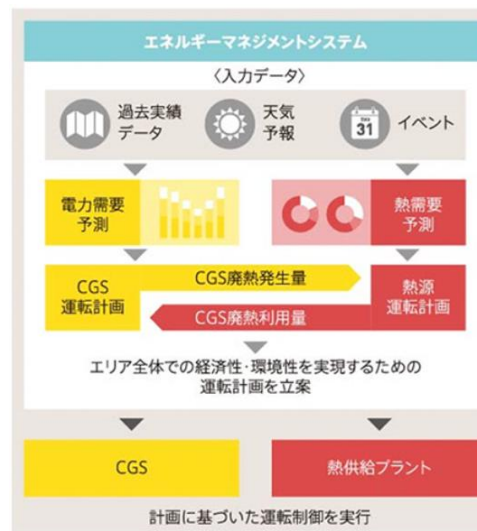 エネルギーマネジメントシステム
〈入力データ〉
過去実績
データ
天気
予報
31
イベント
電力需要
予測
熱需要
予測
CGS
運転計画
CGS廃熱発生量
CGS廃熱利用量
熱源
運転計画
エリア全体での経済性・環境性を実現するための
運転計画を立案
CGS
熱供給プラント
計画に基づいた運転制御を実行